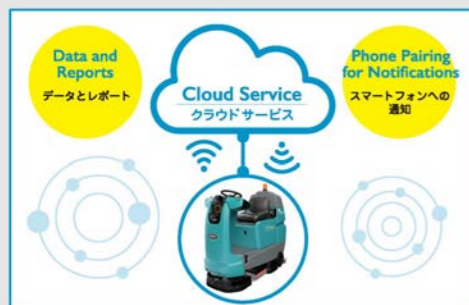 Data and
Reports
データとレポート
Cloud Service
クラウドサービス
Phone Pairing
for Notifications
スマートフォンへの
通知